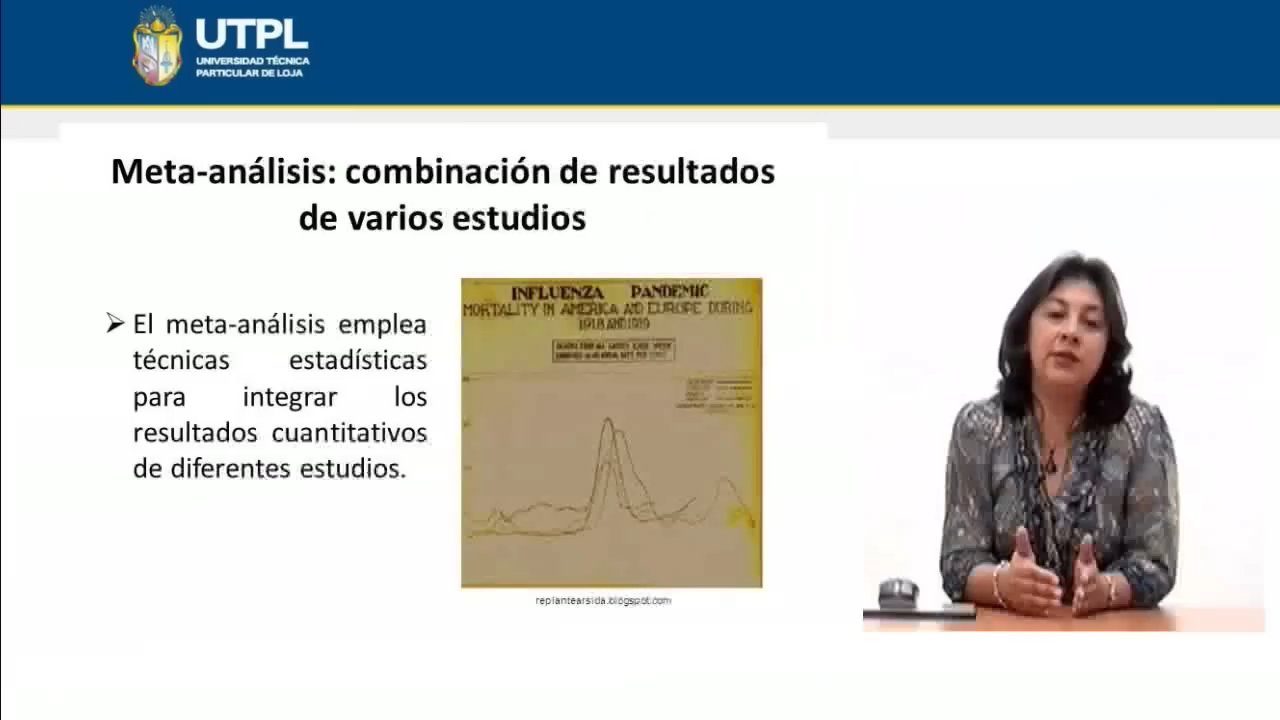 UTPL
UNIVERSIDAD TÉCNICA
PARTICULAR DE LOJA
Meta-análisis: combinación de resultados
de varios estudios
➢ El meta-análisis emplea
técnicas estadísticas
para integrar los
resultados cuantitativos
de diferentes estudios.
INFLUENZA PANDEMIC
MORTALITY IN AMERICA AND EUROPE DURING
1918 AND 1919
replantearsida.blogspot.com